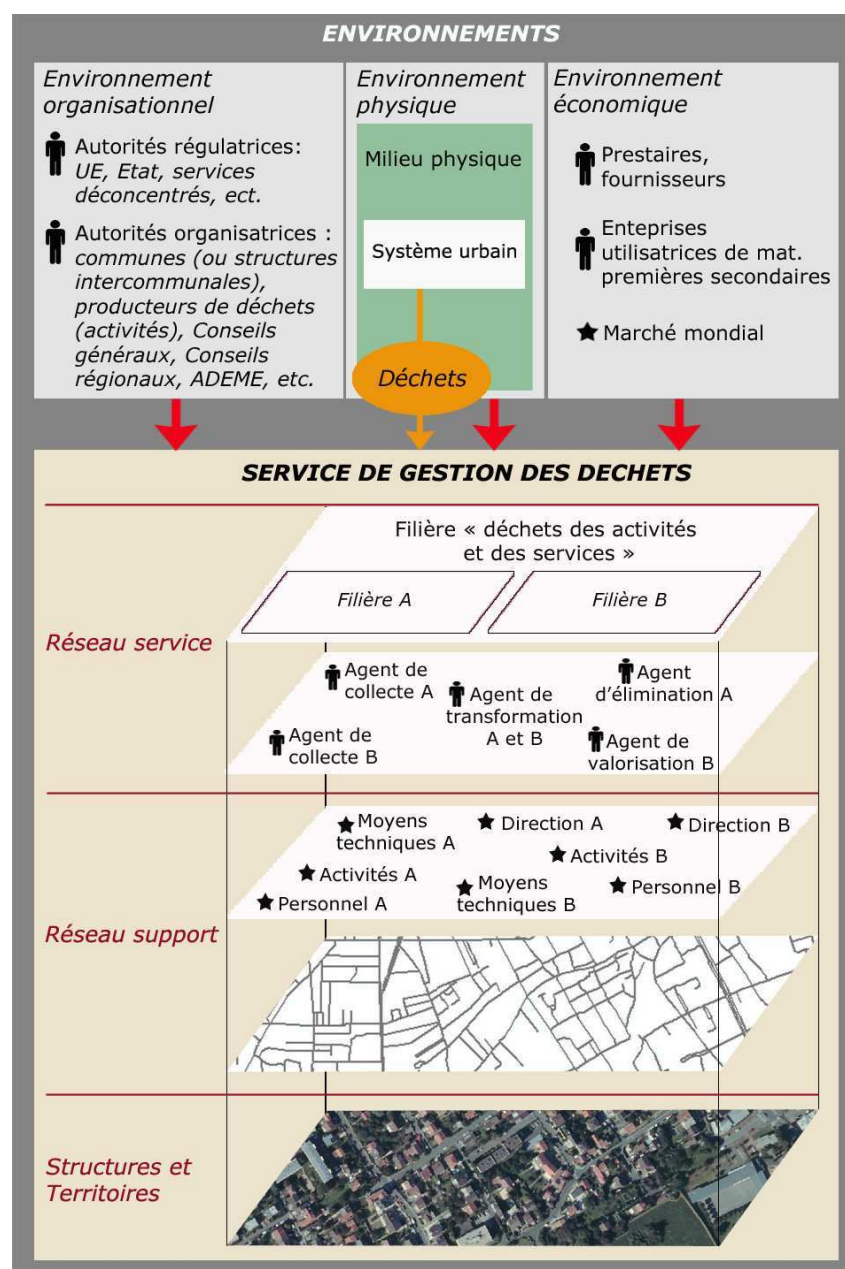 ENVIRONNEMENTS
Environnement
organisationnel
Autorités régulatrices:
UE, Etat, services
déconcentrés, ect.
Autorités organisatrices :
communes (ou structures
intercommunales),
producteurs de déchets
(activités), Conseils
généraux, Conseils
régionaux, ADEME, etc.
Environnement
physique
Milieu physique
Système urbain
Déchets
Environnement
économique
Prestaires,
fournisseurs
Enteprises
utilisatrices de mat.
premières secondaires
Marché mondial
SERVICE DE GESTION DES DECHETS
Réseau service
Filière « déchets des activités
et des services »
Filière A
Filière B
Agent de
collecte A
Agent de
transformation
A et B
Agent
d'élimination A
Agent de
collecte B
Agent de
valorisation B
Réseau support
Moyens
techniques A
Direction A
Direction B
Activités B
Activités A
Moyens
techniques B
Personnel B
Personnel A
Structures et
Territoires